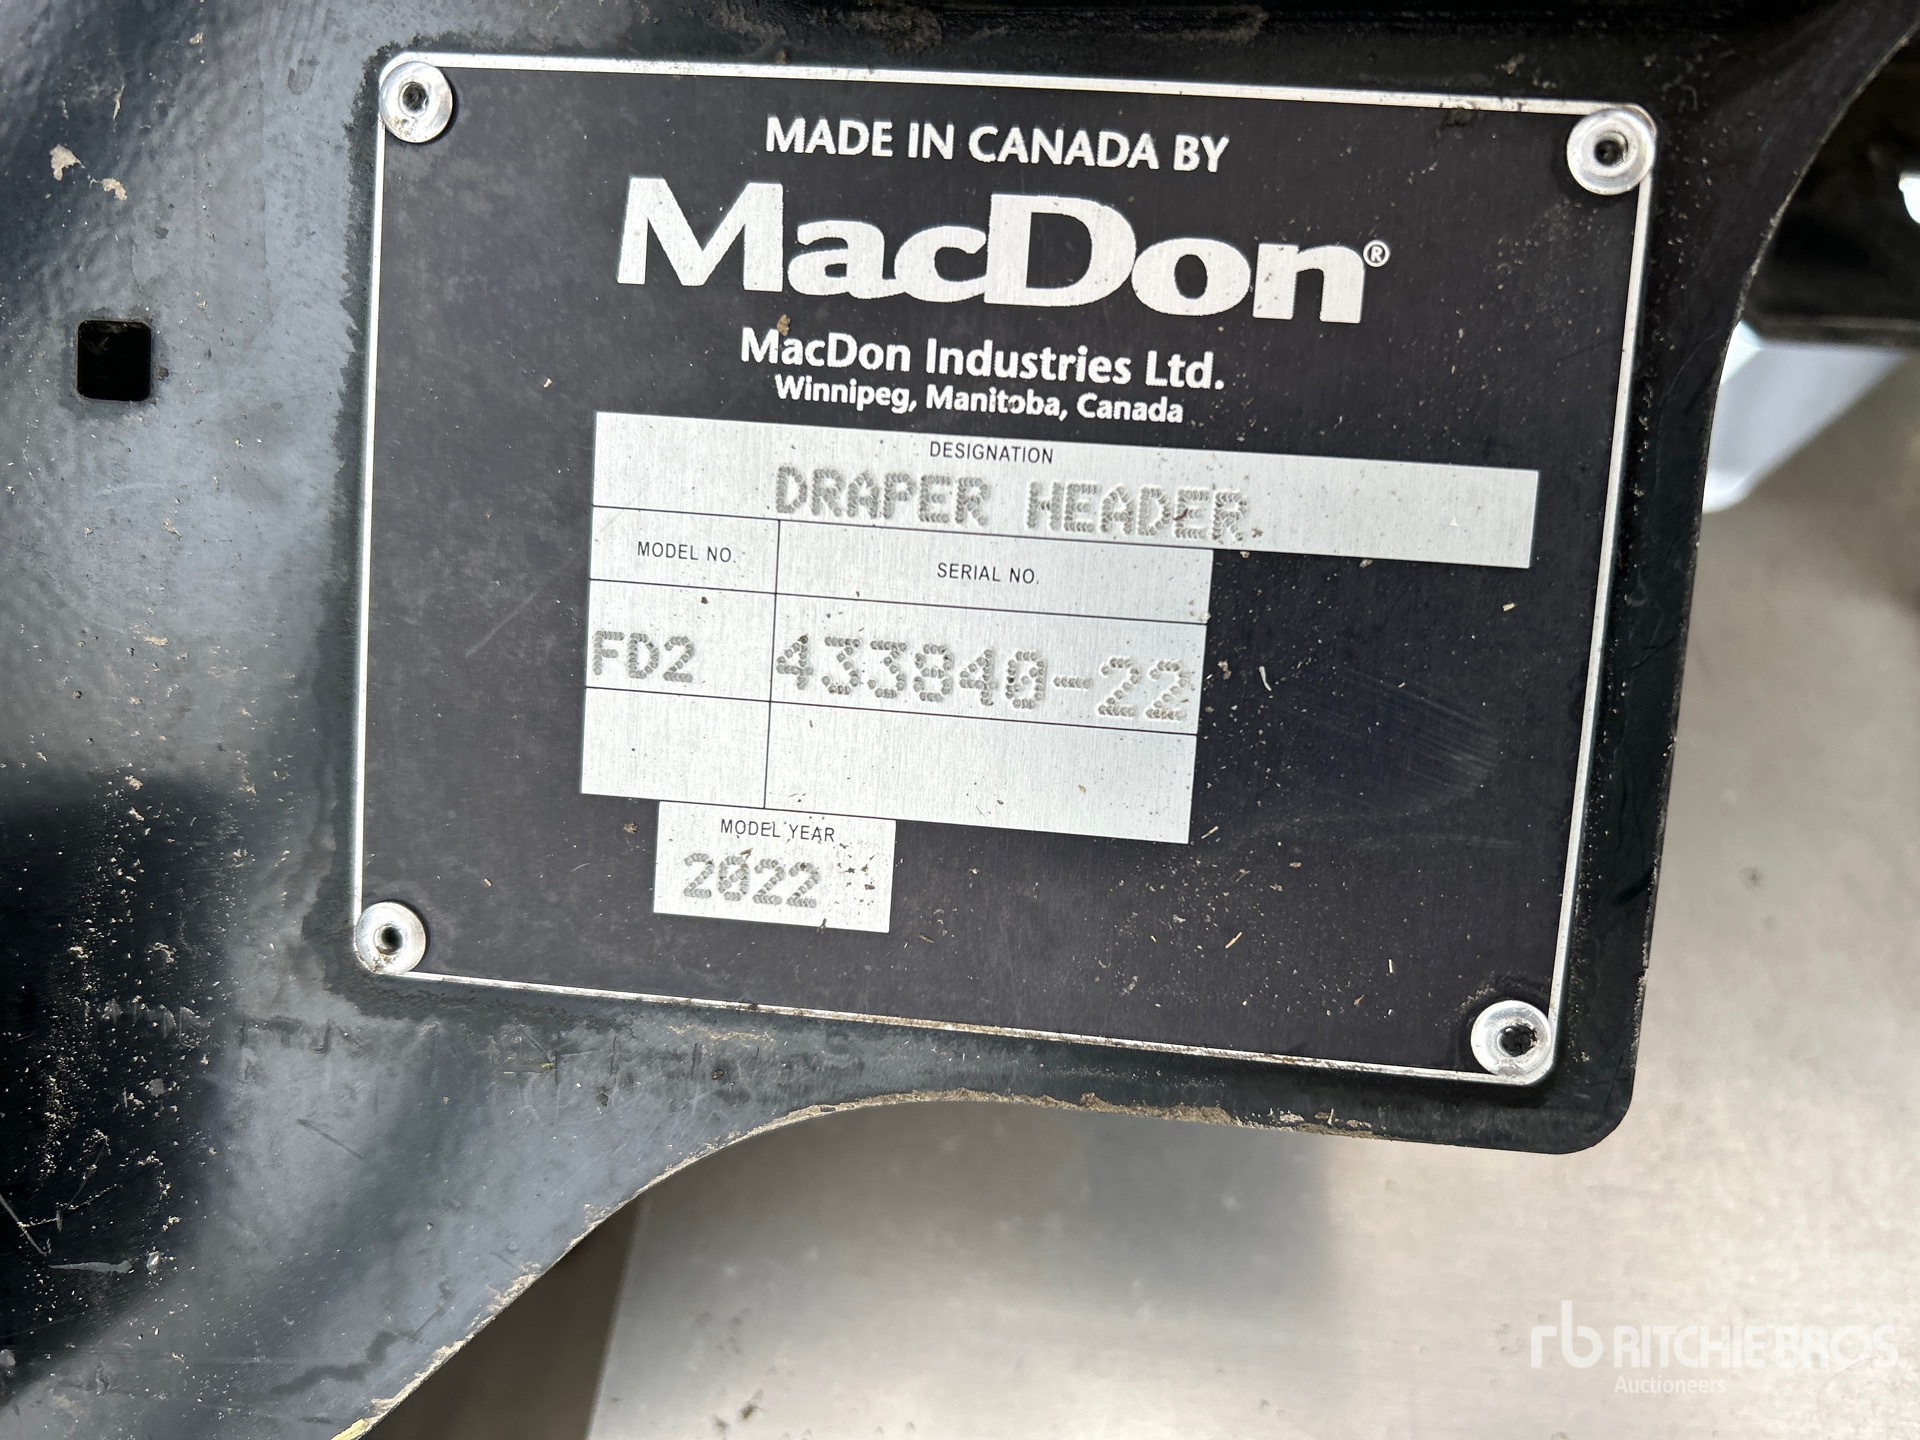 MADE IN CANADA BY
MacDon®
MacDon Industries Ltd.
Winnipeg, Manitoba, Canada
DESIGNATION
DRAPER HEADER
MODEL NO. SERIAL NO.
FD2 433840-22
MODEL YEAR
2022
rb RITCHIE BROS.
Auctioneers